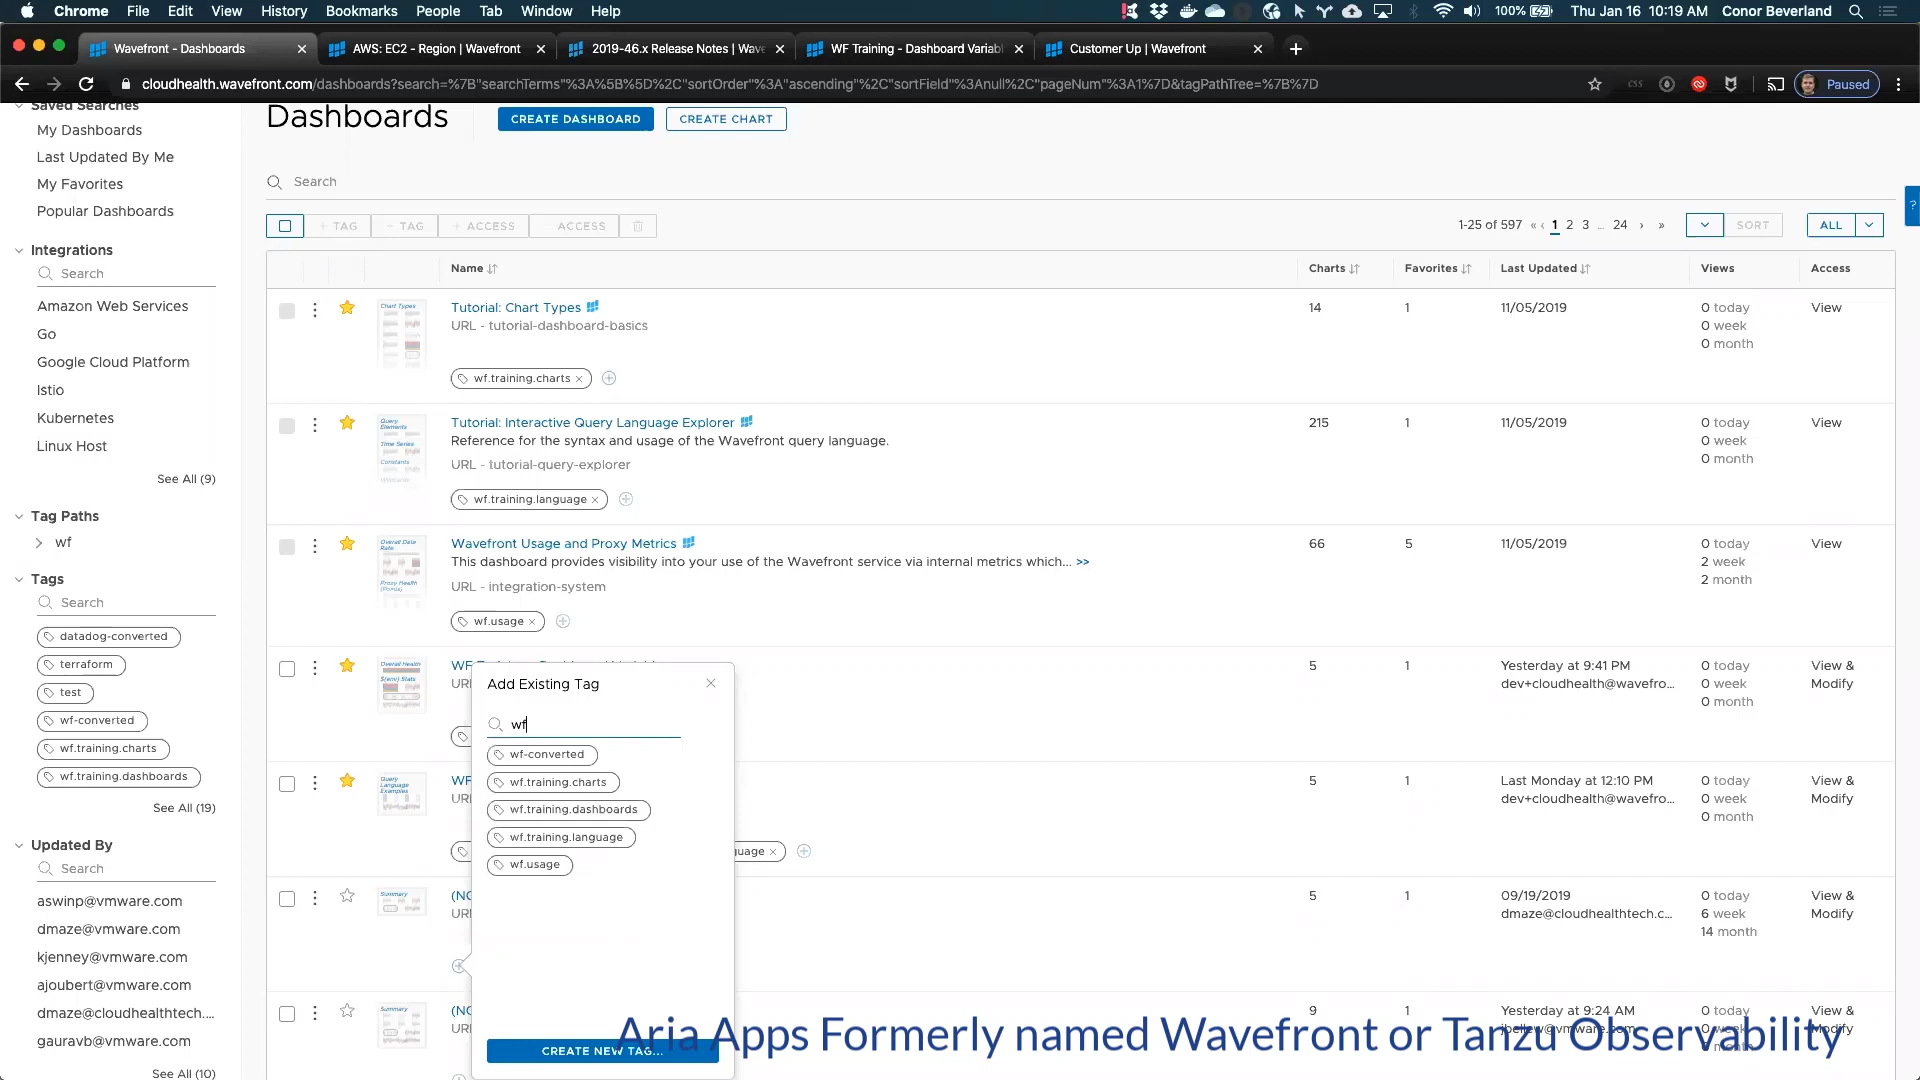 Chrome File Edit View History Bookmarks People Tab Window Help 100% Thu Jan 16 10:19 AM Conor Beverland
Wavefront - Dashboards
AWS: EC2 - Region | Wavefront
2019-46.x Release Notes | Wav
WF Training - Dashboard Variabl
Customer Up | Wavefront
cloudhealth.wavefront.com/dashboards?search=%7B"searchTerms"%3A%5B%5D%2C"sortOrder"%3A"ascending"%2C"sortField"%3Anull%2C"pageNum"%3A1%7D&tagPathTree=%7B%7D
Paused
Saved Searches
My Dashboards
Last Updated By Me
My Favorites
Popular Dashboards
Integrations
Search
Amazon Web Services
Go
Google Cloud Platform
Istio
Kubernetes
Linux Host
See All (9)
Tag Paths
wf
Tags
Search
datadog-converted
terraform
test
wf-converted
wf.training.charts
wf.training.dashboards
See All (19)
Updated By
Search
aswinp@vmware.com
dmaze@vmware.com
kjenney@vmware.com
ajoubert@vmware.com
dmaze@cloudhealthtech....
gauravb@vmware.com
See All (10)
Dashboards
CREATE DASHBOARD
CREATE CHART
Search
+ TAG
- TAG
+ ACCESS
ACCESS
1-25 of 597 « ‹ 1 2 3 ... 24 › »
SORT
ALL
?
Name Charts Favorites Last Updated Views Access
Tutorial: Chart Types 14 1 11/05/2019 0 today View
URL - tutorial-dashboard-basics 0 week
0 month
wf.training.charts
Tutorial: Interactive Query Language Explorer 215 1 11/05/2019 0 today View
Reference for the syntax and usage of the Wavefront query language. 0 week
URL - tutorial-query-explorer 0 month
wf.training.language
Wavefront Usage and Proxy Metrics 66 5 11/05/2019 0 today View
This dashboard provides visibility into your use of the Wavefront service via internal metrics which... >> 2 week
URL - integration-system 2 month
wf.usage
WF 5 1 Yesterday at 9:41 PM 0 today View &
URL dev+cloudhealth@wavefro... 0 week Modify
0 month
WF 5 1 Last Monday at 12:10 PM 0 today View &
URL dev+cloudhealth@wavefro... 0 week Modify
0 month
guage
(NO 5 1 09/19/2019 0 today View &
URL dmaze@cloudhealthtech.c... 6 week Modify
14 month
(NO 9 1 Yesterday at 9:24 AM 0 today View &
URL jbellew@vmware.com 0 week Modify
month
Add Existing Tag
wf
wf-converted
wf.training.charts
wf.training.dashboards
wf.training.language
wf.usage
CREATE NEW TAG...
Aria Apps Formerly named Wavefront or Tanzu Observability